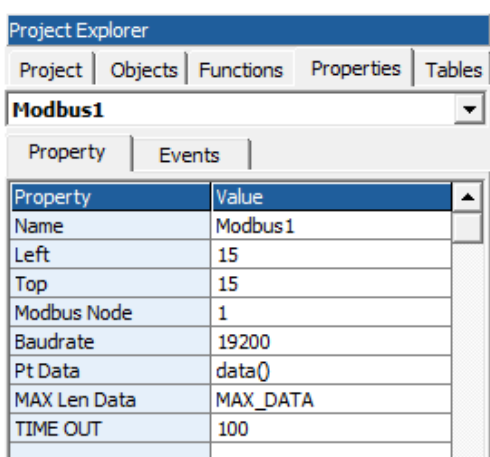 Project Explorer
Project Objects Functions Properties Tables
Modbus1
Property Events
Property Value
Name Modbus1
Left 15
Top 15
Modbus Node 1
Baudrate 19200
Pt Data data()
MAX Len Data MAX_DATA
TIME OUT 100